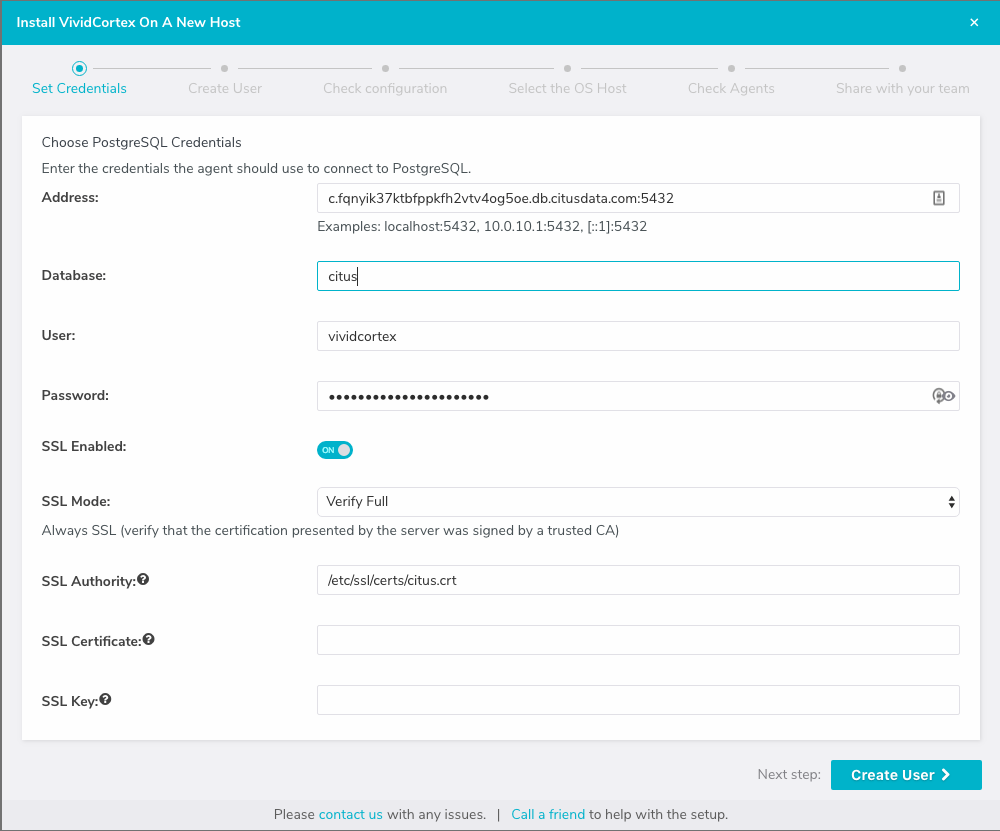 Install VividCortex On A New Host ×
Set Credentials Create User Check configuration Select the OS Host Check Agents Share with your team
Choose PostgreSQL Credentials
Enter the credentials the agent should use to connect to PostgreSQL.
Address: c.fqnyik37ktbfppkfh2vtv4og5oe.db.citusdata.com:5432
Examples: localhost:5432, 10.0.10.1:5432, [::1]:5432
Database: citus
User: vividcortex
Password: ••••••••••••••••••••••
SSL Enabled: ON
SSL Mode: Verify Full
Always SSL (verify that the certification presented by the server was signed by a trusted CA)
SSL Authority:? /etc/ssl/certs/citus.crt
SSL Certificate:?
SSL Key:?
Next step: Create User
Please contact us with any issues. | Call a friend to help with the setup.